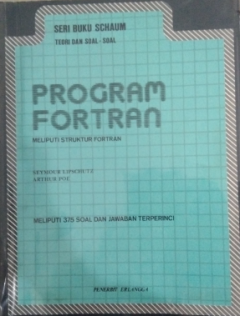 SERI BUKU SCHAUM
TEORI DAN SOAL - SOAL
PROGRAM
FORTRAN
MELIPUTI STRUKTUR FORTRAN
SEYMOUR LIPSCHUTZ
ARTHUR POE
MELIPUTI 375 SOAL DAN JAWABAN TERPERINCI
PENERBIT ERLANGGA